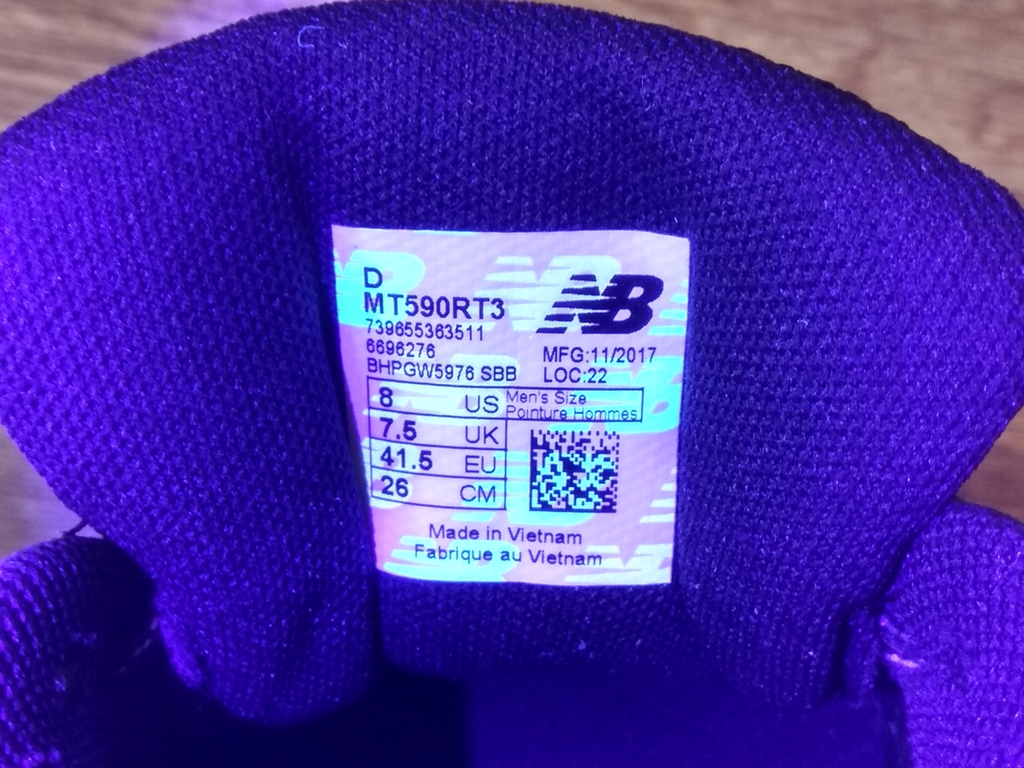 D
MT590RT3
NB
739655363511
6696276
MFG:11/2017
BHPGW5976 SBB
LOC:22
8 US Men's Size
Pointure Hommes
7.5 UK
41.5 EU
26 CM
Made in Vietnam
Fabrique au Vietnam